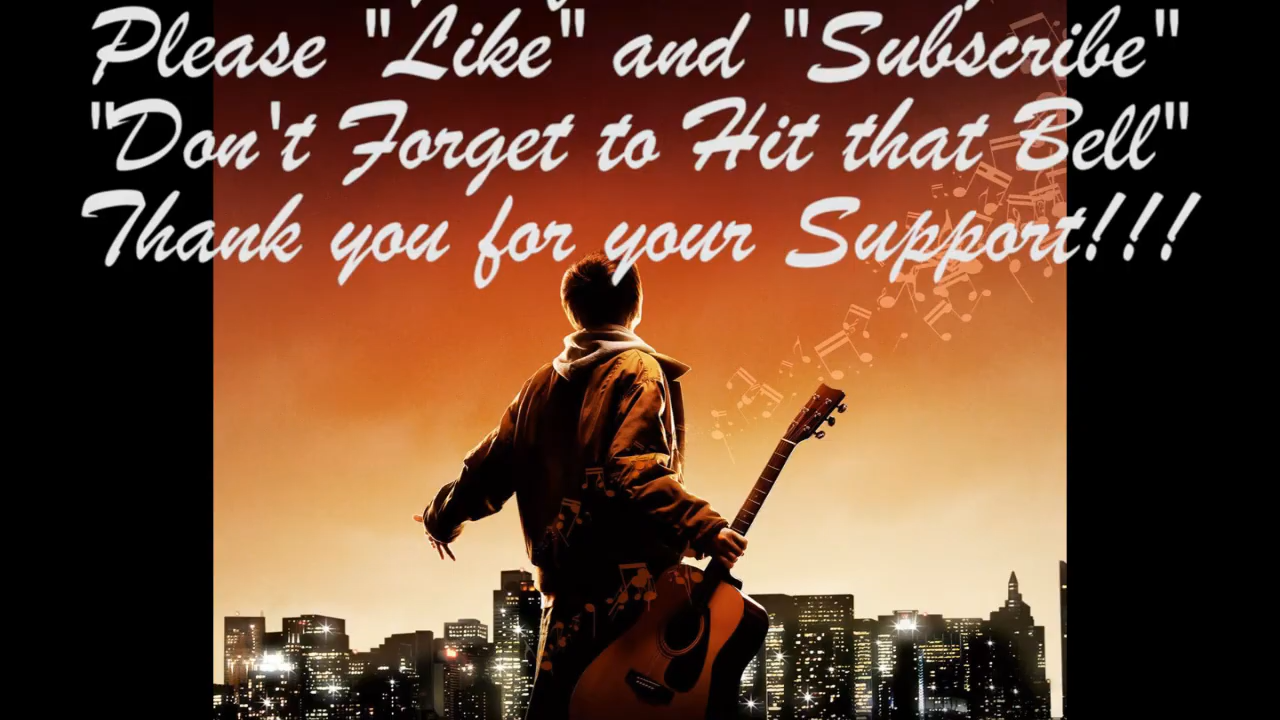 Please "Like" and "Subscribe"
"Don't Forget to Hit that Bell"
Thank you for your Support!!!